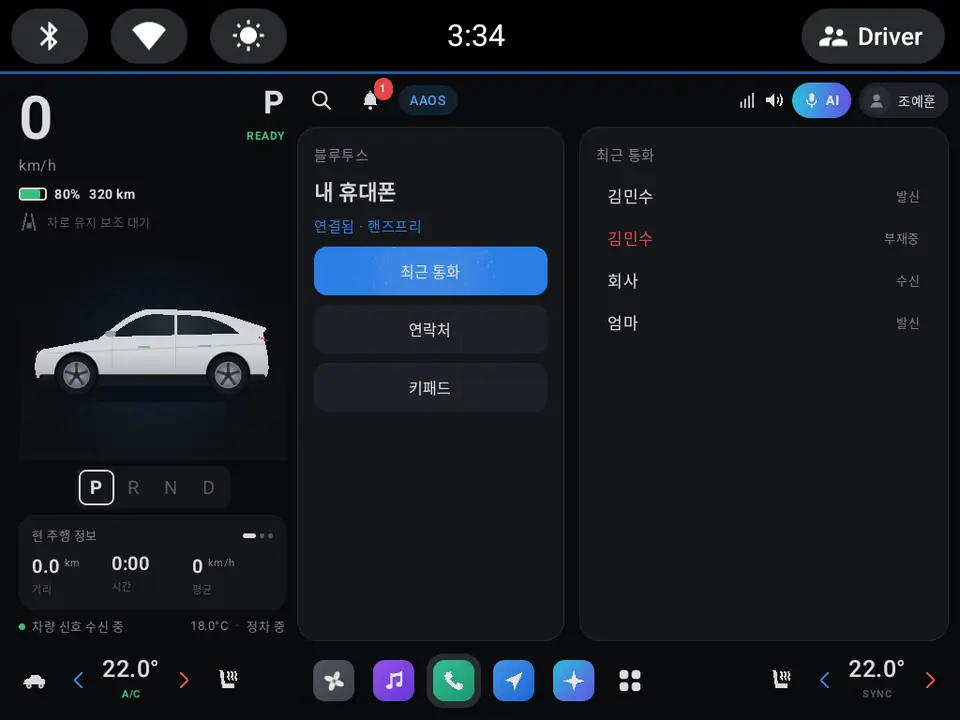 3:34
Driver
0
P
READY
km/h
80% 320 km
차로 유지 보조 대기
1
AAOS
AI
조예훈
블루투스
내 휴대폰
연결됨 · 핸즈프리
최근 통화
연락처
키패드
최근 통화
김민수 발신
김민수 부재중
회사 수신
엄마 발신
P R N D
현 주행 정보
0.0 km 0:00 0 km/h
거리 시간 평균
차량 신호 수신 중 18.0°C · 정차 중
22.0°
A/C
22.0°
SYNC